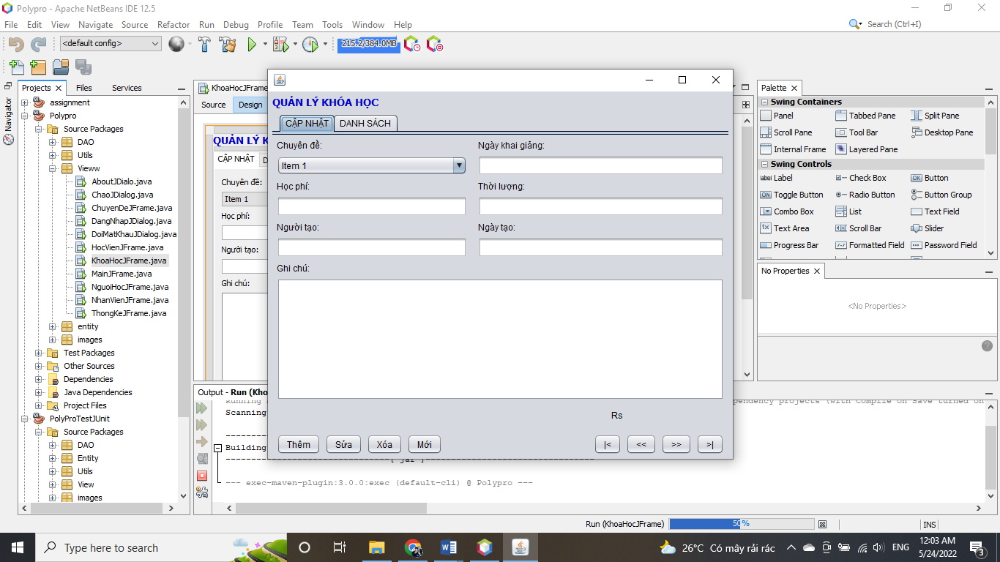 Polypro - Apache NetBeans IDE 12.5
File Edit View Navigate Source Refactor Run Debug Profile Team Tools Window Help
Search (Ctrl+I)
<default config>
215.2/384.0MB
Projects Files Services
Navigator
assignment
Polypro
Source Packages
DAO
Utils
Vieww
AboutJDialo.java
ChaoJDialog.java
ChuyenDeJFrame.java
DangNhapJDialog.java
DoiMatKhauJDialog.java
HocVienJFrame.java
KhoaHocJFrame.java
MainJFrame.java
NguoiHocJFrame.java
NhanVienJFrame.java
ThongKeJFrame.java
entity
images
Test Packages
Other Sources
Dependencies
Java Dependencies
Project Files
PolyProTestJUnit
Source Packages
DAO
Entity
Utils
View
images
KhoaHocJFrame
Source Design
QUẢN LÝ K
CẬP NHẬT D
Chuyên đề:
Item 1
Học phí:
Người tạo:
Ghi chú:
QUẢN LÝ KHÓA HỌC
CẬP NHẬT DANH SÁCH
Chuyên đề: Ngày khai giảng:
Item 1
Học phí: Thời lượng:
Người tạo: Ngày tạo:
Ghi chú:
Rs
Thêm Sửa Xóa Mới |< << >> >|
Palette
Swing Containers
Panel Tabbed Pane Split Pane
Scroll Pane Tool Bar Desktop Pane
Internal Frame Layered Pane
Swing Controls
label Label Check Box OK Button
ON Toggle Button Radio Button Button Group
Combo Box List Text Field
Text Area Scroll Bar Slider
Progress Bar Formatted Field Password Field
No Properties
<No Properties>
Output - Run (Kho
pendency projects (with Compile on Save turned on
Scanning
Building
[ jar ]
--- exec-maven-plugin:3.0.0:exec (default-cli) @ Polypro ---
Run (KhoaHocJFrame) 50% INS
Type here to search
26°C Có mây rải rác
ENG
12:03 AM
5/24/2022
3